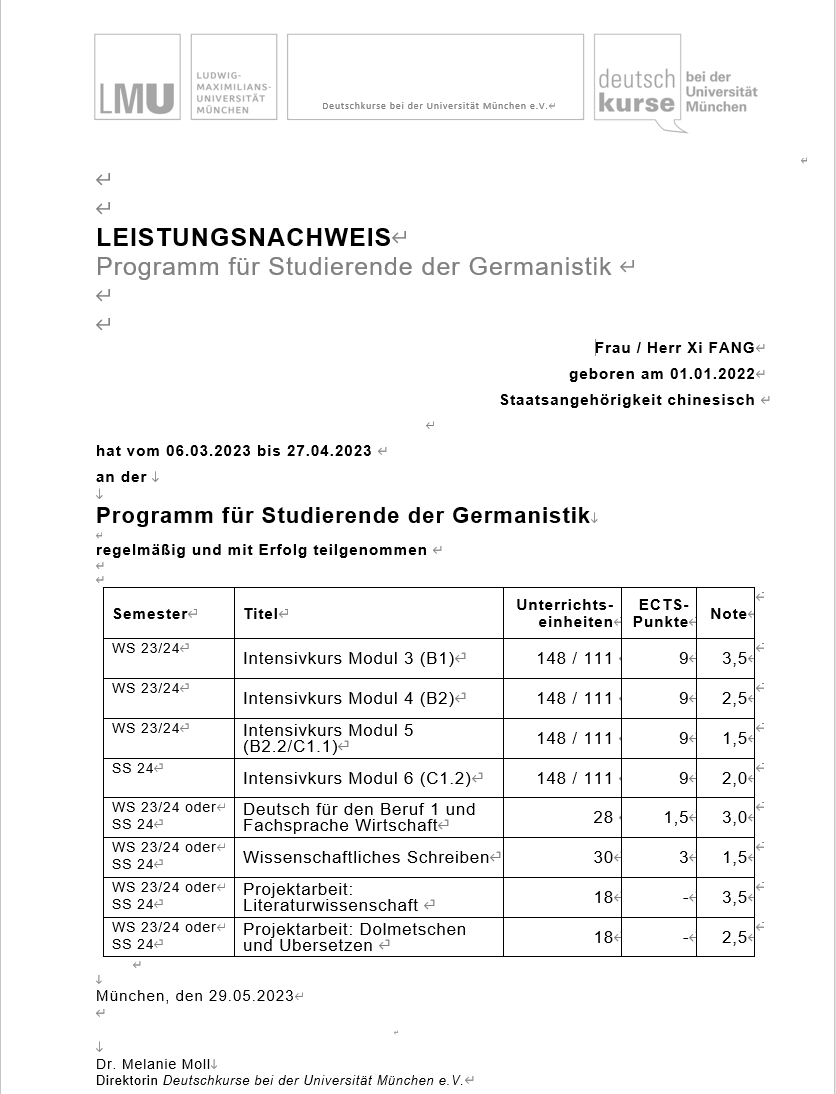 LMU
LUDWIG-
MAXIMILIANS-
UNIVERSITÄT
MÜNCHEN
Deutschkurse bei der Universität München e.V.
deutsch
kurse
bei der
Universität
München
LEISTUNGSNACHWEIS
Programm für Studierende der Germanistik
Frau / Herr Xi FANG
geboren am 01.01.2022
Staatsangehörigkeit chinesisch
hat vom 06.03.2023 bis 27.04.2023
an der
Programm für Studierende der Germanistik
regelmäßig und mit Erfolg teilgenommen
Semester Titel Unterrichts- ECTS- Note
einheiten Punkte
WS 23/24 Intensivkurs Modul 3 (B1) 148 / 111 9 3,5
WS 23/24 Intensivkurs Modul 4 (B2) 148 / 111 9 2,5
WS 23/24 Intensivkurs Modul 5 148 / 111 9 1,5
(B2.2/C1.1)
SS 24 Intensivkurs Modul 6 (C1.2) 148 / 111 9 2,0
WS 23/24 oder Deutsch für den Beruf 1 und 28 1,5 3,0
SS 24 Fachsprache Wirtschaft
WS 23/24 oder Wissenschaftliches Schreiben 30 3 1,5
SS 24
WS 23/24 oder Projektarbeit: 18 - 3,5
SS 24 Literaturwissenschaft
WS 23/24 oder Projektarbeit: Dolmetschen 18 - 2,5
SS 24 und Übersetzen
München, den 29.05.2023
Dr. Melanie Moll
Direktorin Deutschkurse bei der Universität München e.V.